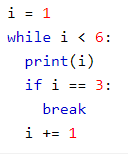 i = 1
while i < 6:
  print(i)
  if i == 3:
    break
  i += 1